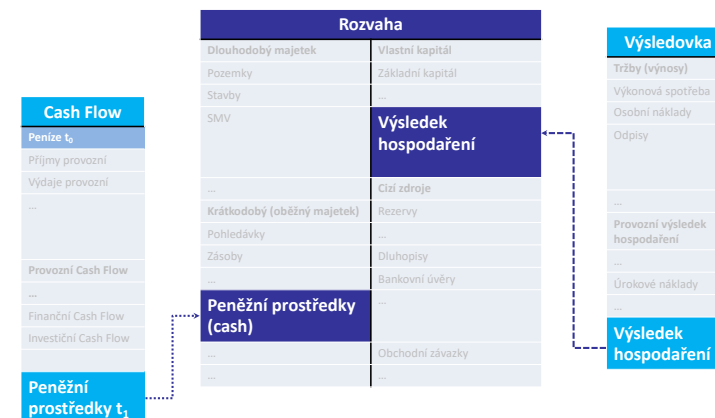 Cash Flow
Peníze t₀
Příjmy provozní
Výdaje provozní
...
Provozní Cash Flow
...
Finanční Cash Flow
Investiční Cash Flow
Peněžní
prostředky t₁
Rozvaha
Dlouhodobý majetek
Pozemky
Stavby
SMV
...
Krátkodobý (oběžný majetek)
Pohledávky
Zásoby
...
Peněžní prostředky
(cash)
...
...
Vlastní kapitál
Základní kapitál
...
Výsledek
hospodaření
Cizí zdroje
Rezervy
...
Dluhopisy
Bankovní úvěry
...
Obchodní závazky
...
Výsledovka
Tržby (výnosy)
Výkonová spotřeba
Osobní náklady
Odpisy
...
Provozní výsledek
hospodaření
...
Úrokové náklady
...
Výsledek
hospodaření